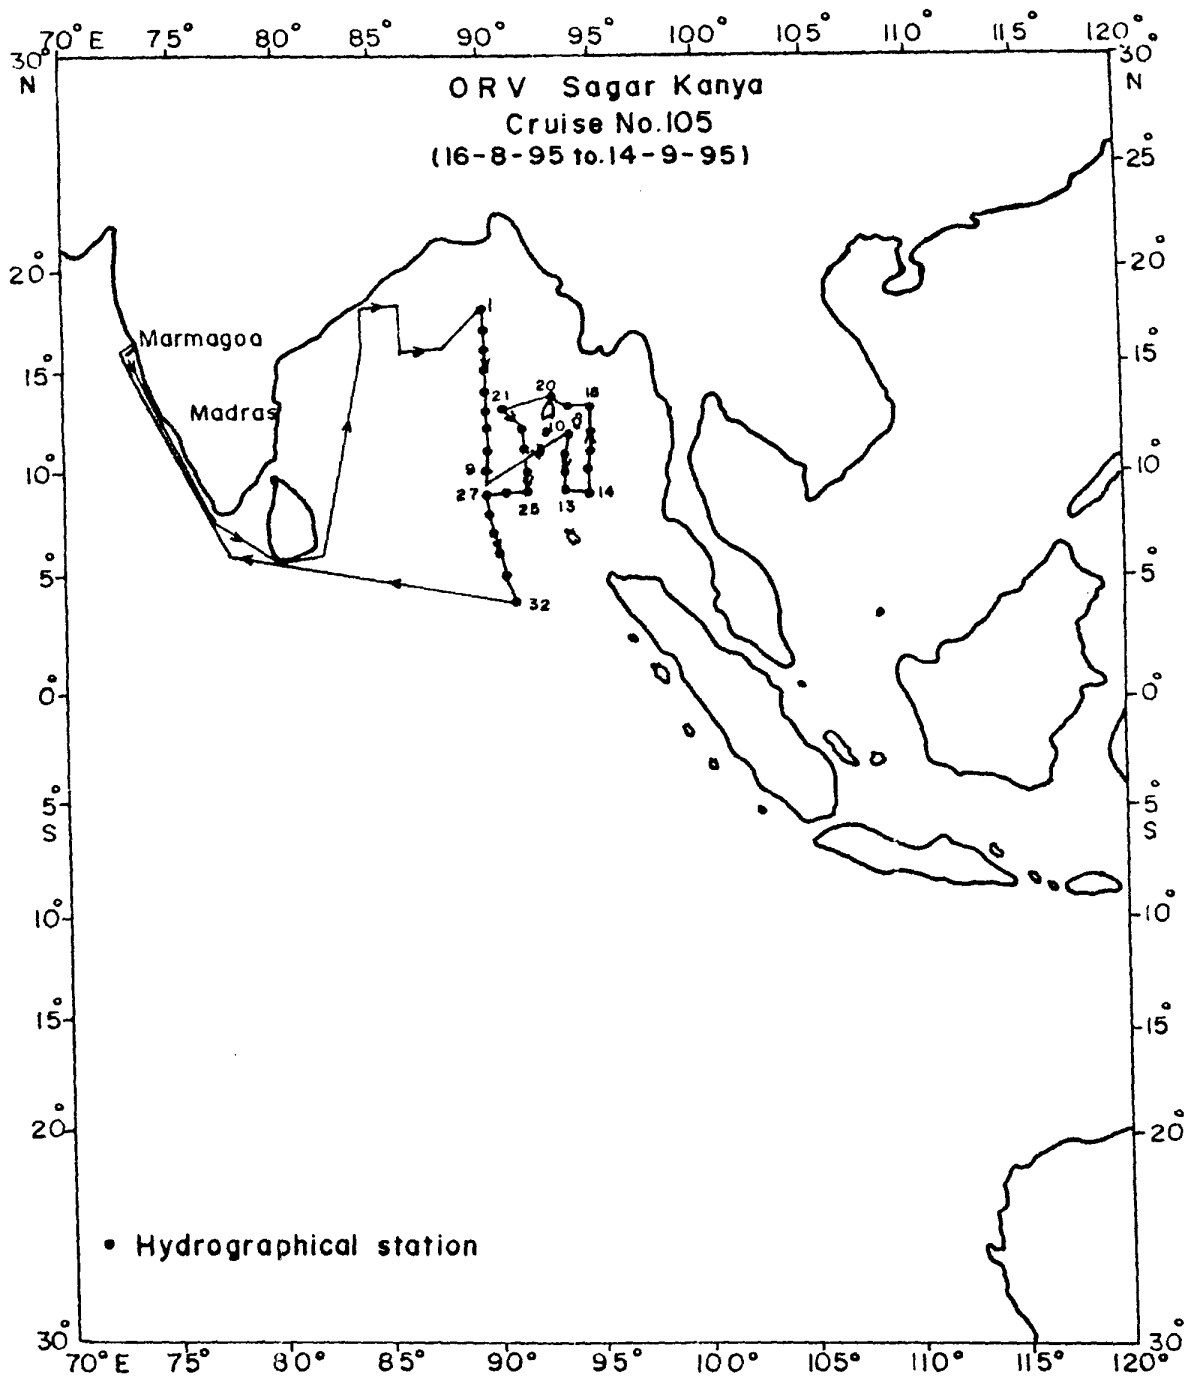 70° E 75° 80° 85° 90° 95° 100° 105° 110° 115° 120°
30° 30°
N N
ORV Sagar Kanya
Cruise No.105
(16-8-95 to.14-9-95)
25°
20° 20°
1
Marmagoa
15° 15°
20 18
21
Madras
10
9 10° 10°
27 25 13 14
5° 5°
32
0° 0°
5° 5°
S S
10° 10°
15° 15°
20° 20°
Hydrographical station
30° 30°
70° E 75° 80° 85° 90° 95° 100° 105° 110° 115° 120°